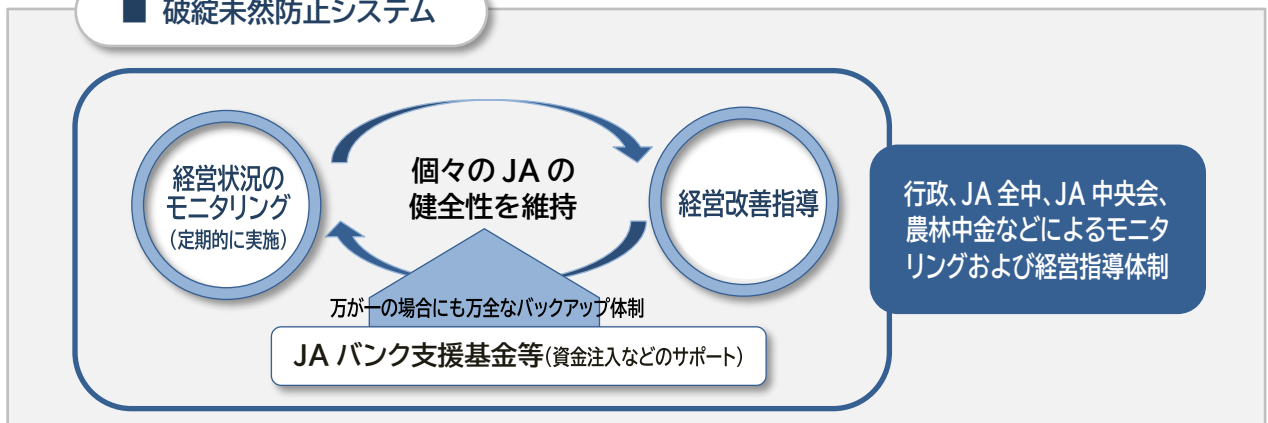 ■ 破綻未然防止システム
経営状況の
モニタリング
（定期的に実施）
個々の JA の
健全性を維持
経営改善指導
万が一の場合にも万全なバックアップ体制
JA バンク支援基金等（資金注入などのサポート）
行政、JA 全中、JA 中央会、
農林中金などによるモニタ
リングおよび経営指導体制